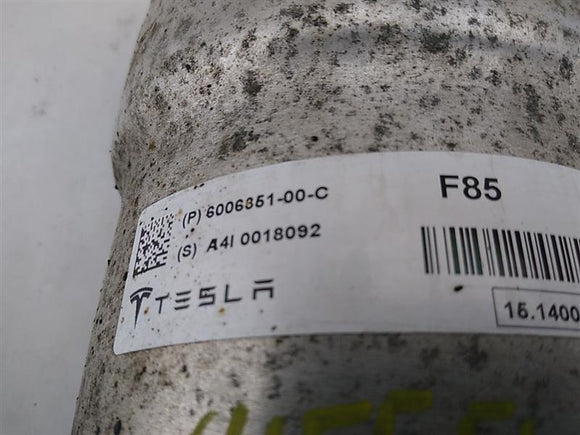 (P) 6006351-00-C
F85
(S) A4I 0018092
TESLA
15.1400